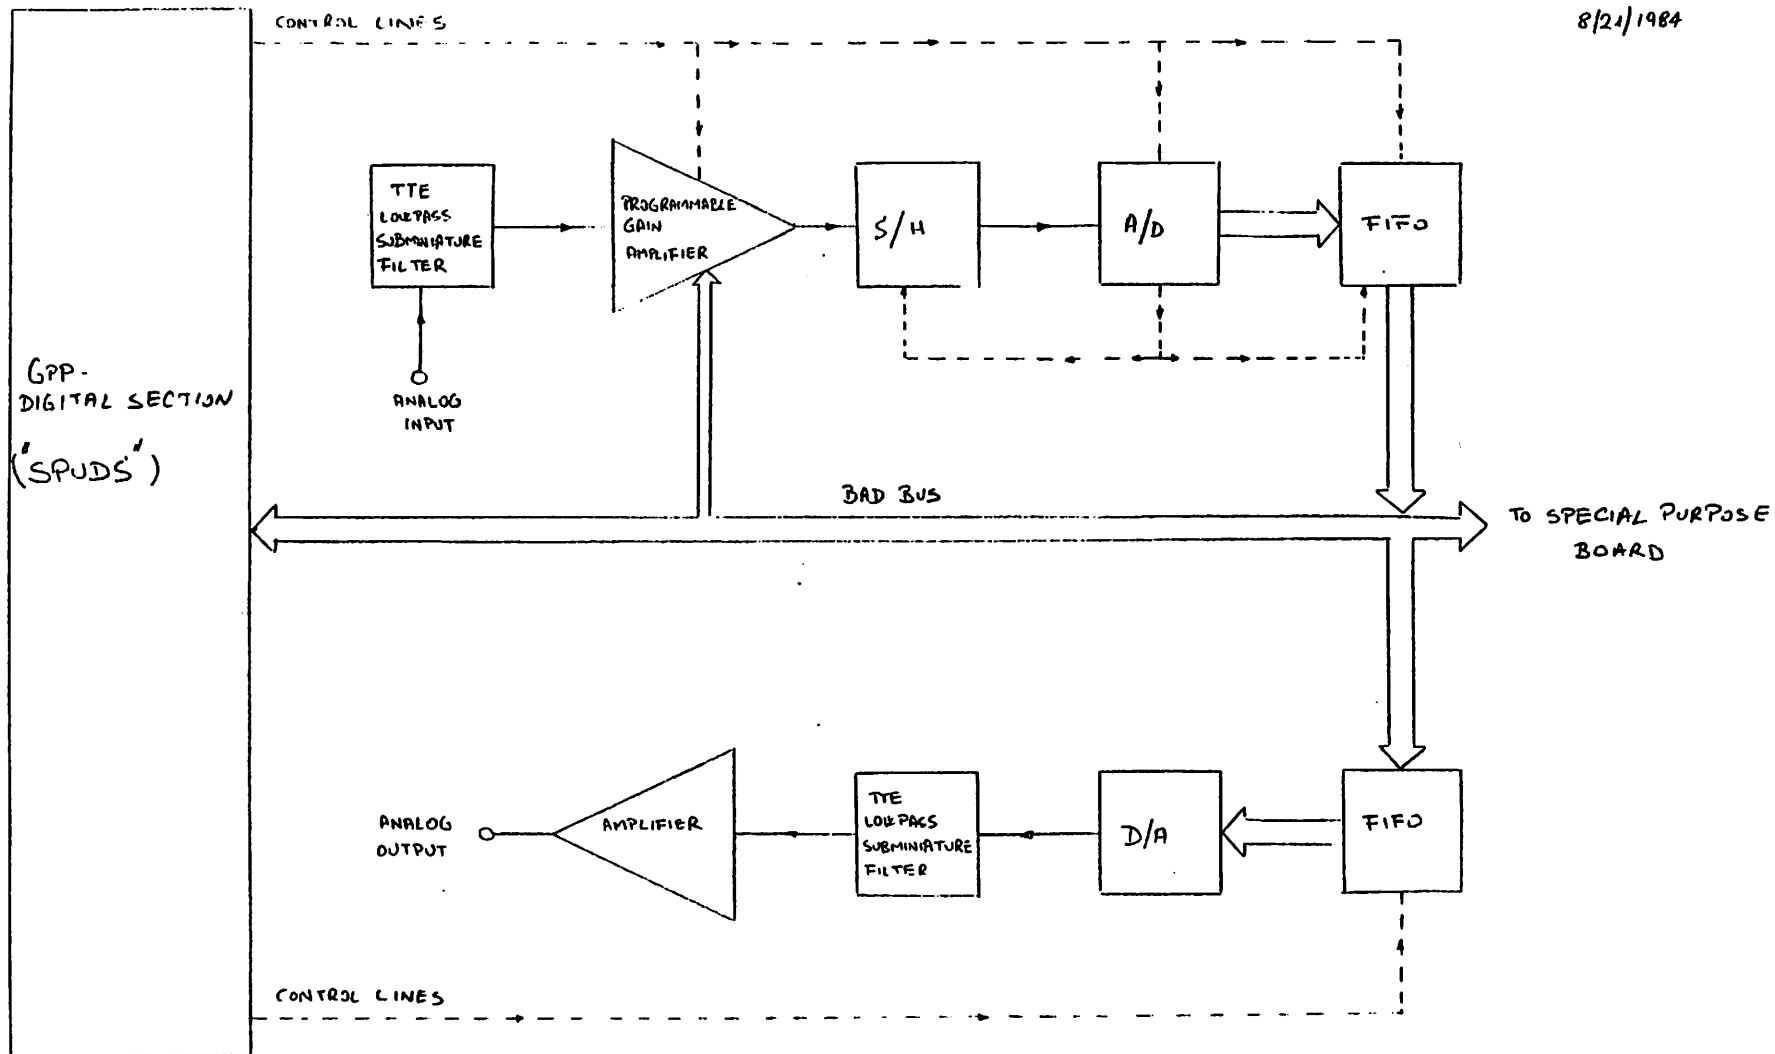 CONTROL LINES
8/21/1984
TTE
LOWPASS
SUBMINIATURE
FILTER
PROGRAMMABLE
GAIN
AMPLIFIER
S/H
A/D
FIFO
ANALOG
INPUT
GPP-
DIGITAL SECTION
("SPUDS")
BAD BUS
TO SPECIAL PURPOSE
BOARD
ANALOG
OUTPUT
AMPLIFIER
TTE
LOWPASS
SUBMINIATURE
FILTER
D/A
FIFO
CONTROL LINES